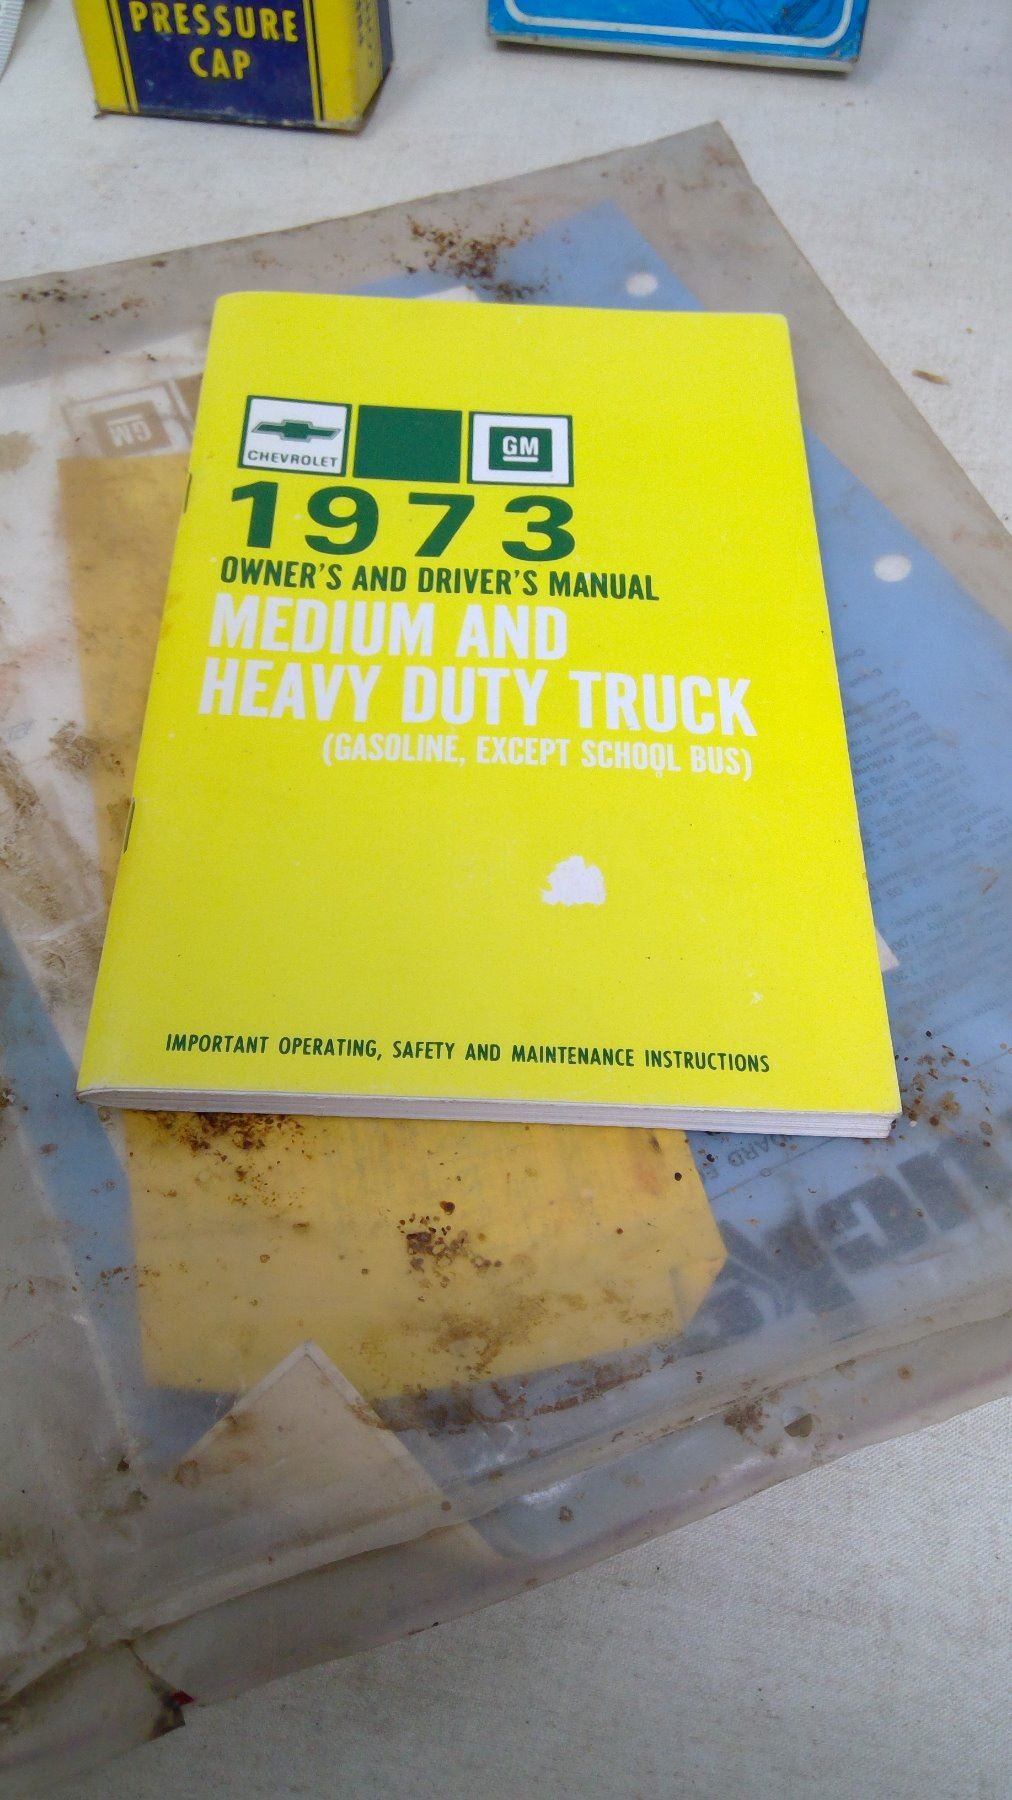 PRESSURE
CAP
CHEVROLET
GM
1973
OWNER'S AND DRIVER'S MANUAL
MEDIUM AND
HEAVY DUTY TRUCK
(GASOLINE, EXCEPT SCHOOL BUS)
IMPORTANT OPERATING, SAFETY AND MAINTENANCE INSTRUCTIONS
GM